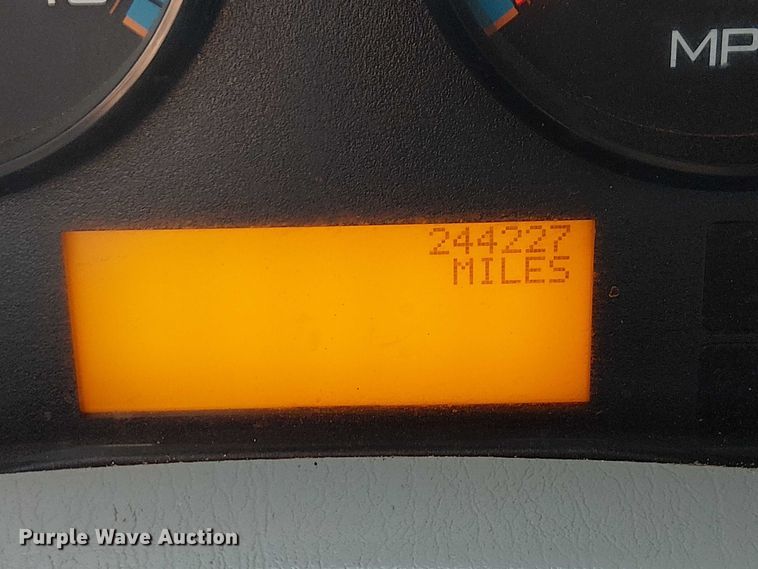 MP
244227
MILES
Purple Wave Auction